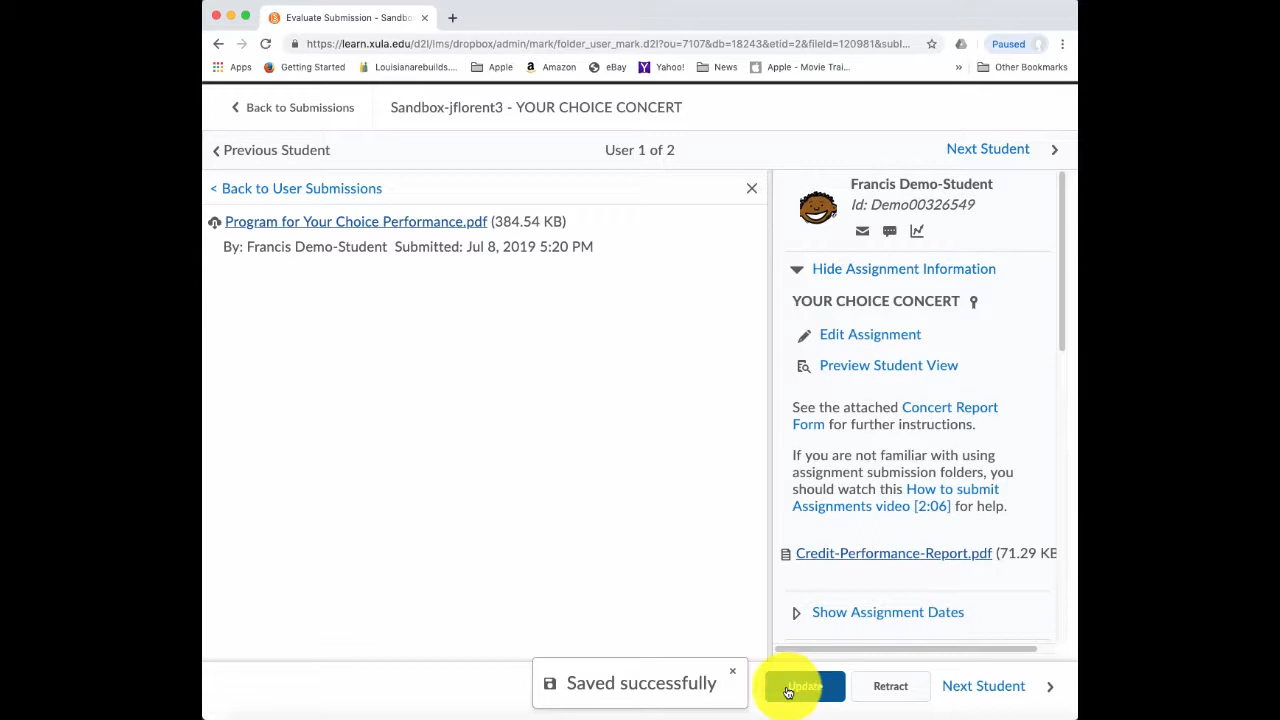 Evaluate Submission - Sandbo
https://learn.xula.edu/d2l/lms/dropbox/admin/mark/folder_user_mark.d2l?ou=7107&db=18243&etid=2&fileId=120981&subI...
Paused
Apps
Getting Started
Louisianarebuilds....
Apple
Amazon
eBay
Yahoo!
News
Apple - Movie Trai...
»
Other Bookmarks
Back to Submissions
Sandbox-jflorent3 - YOUR CHOICE CONCERT
Previous Student
User 1 of 2
Next Student
< Back to User Submissions
Program for Your Choice Performance.pdf (384.54 KB)
By: Francis Demo-Student Submitted: Jul 8, 2019 5:20 PM
Francis Demo-Student
Id: Demo00326549
Hide Assignment Information
YOUR CHOICE CONCERT
Edit Assignment
Preview Student View
See the attached Concert Report
Form for further instructions.
If you are not familiar with using
assignment submission folders, you
should watch this How to submit
Assignments video [2:06] for help.
Credit-Performance-Report.pdf (71.29 KB
Show Assignment Dates
Saved successfully
Update
Retract
Next Student